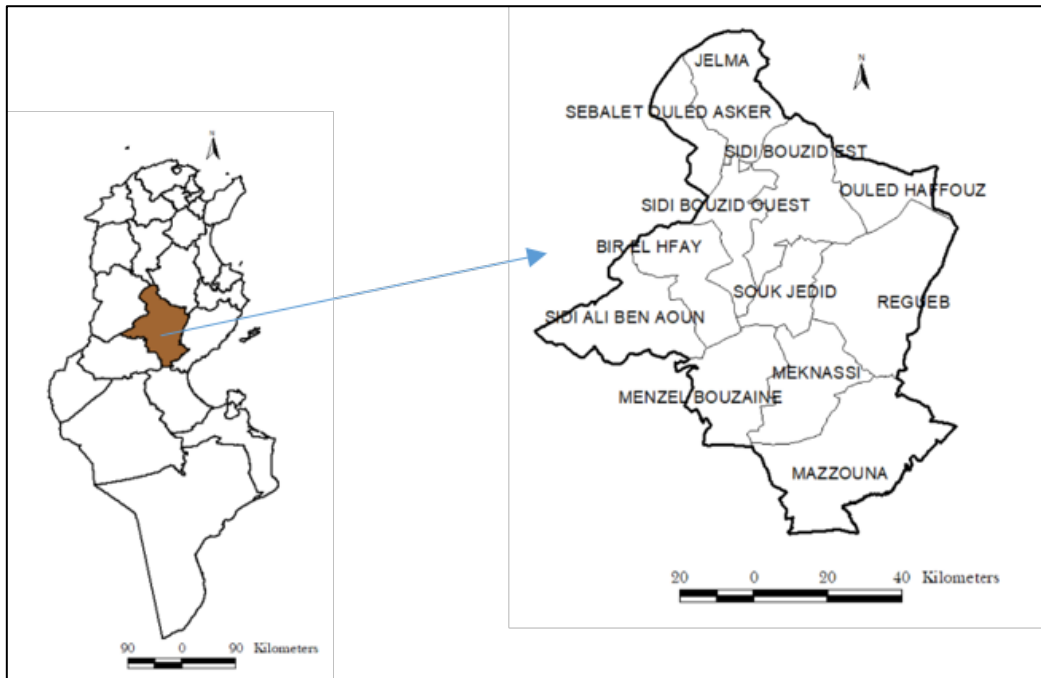 N
90 0 90 Kilometers
N
JELMA
SEBALET OULED ASKER
SIDI BOUZID EST
OULED HAFFOUZ
SIDI BOUZID OUEST
BIR EL HFAY
SOUK JEDID
REGUEB
SIDI ALI BEN AOUN
MEKNASSI
MENZEL BOUZAINE
MAZZOUNA
20 0 20 40 Kilometers